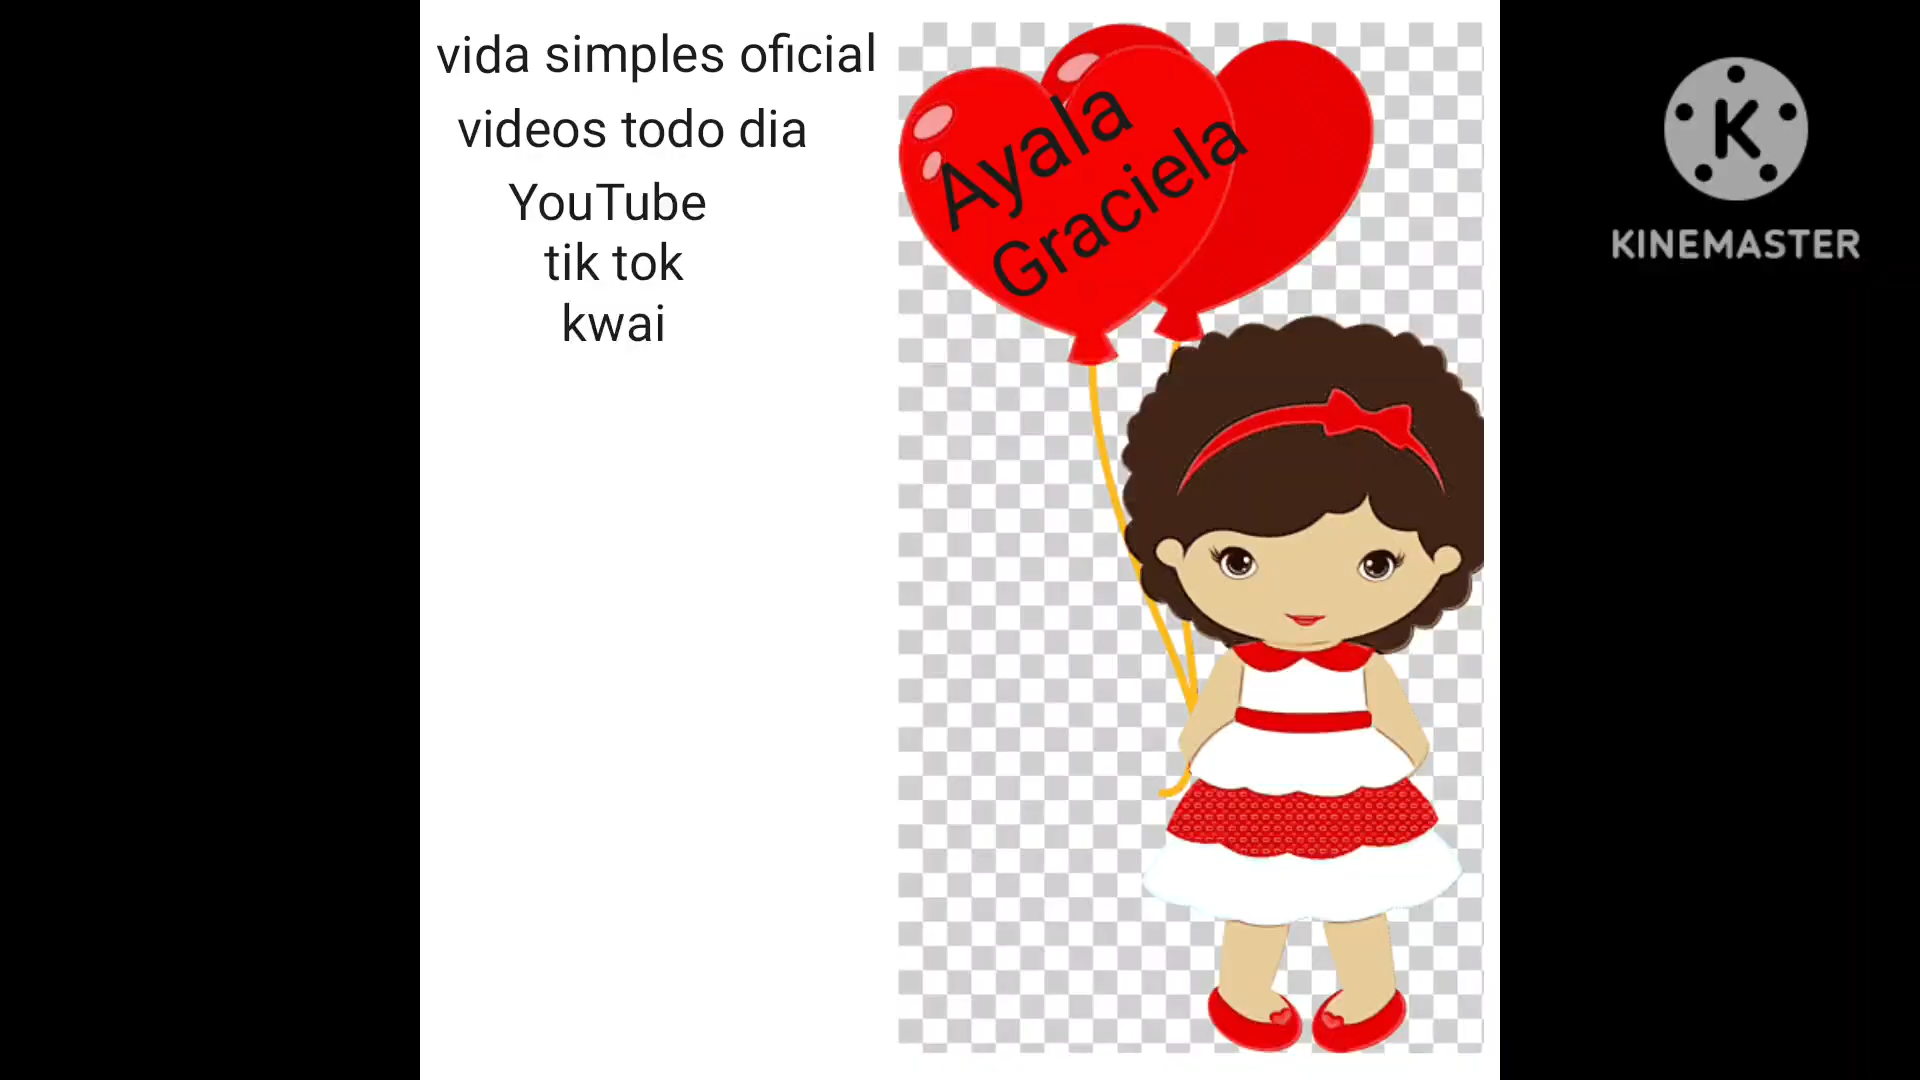 vida simples oficial
videos todo dia
YouTube
tik tok
kwai
Ayala
Graciela
K
KINEMASTER